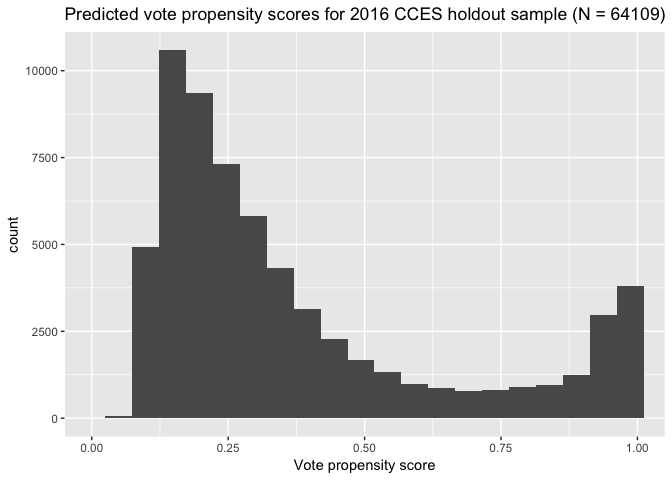 Predicted vote propensity scores for 2016 CCES holdout sample (N = 64109)
10000
7500
5000
2500
0
count
0.00 0.25 0.50 0.75 1.00
Vote propensity score